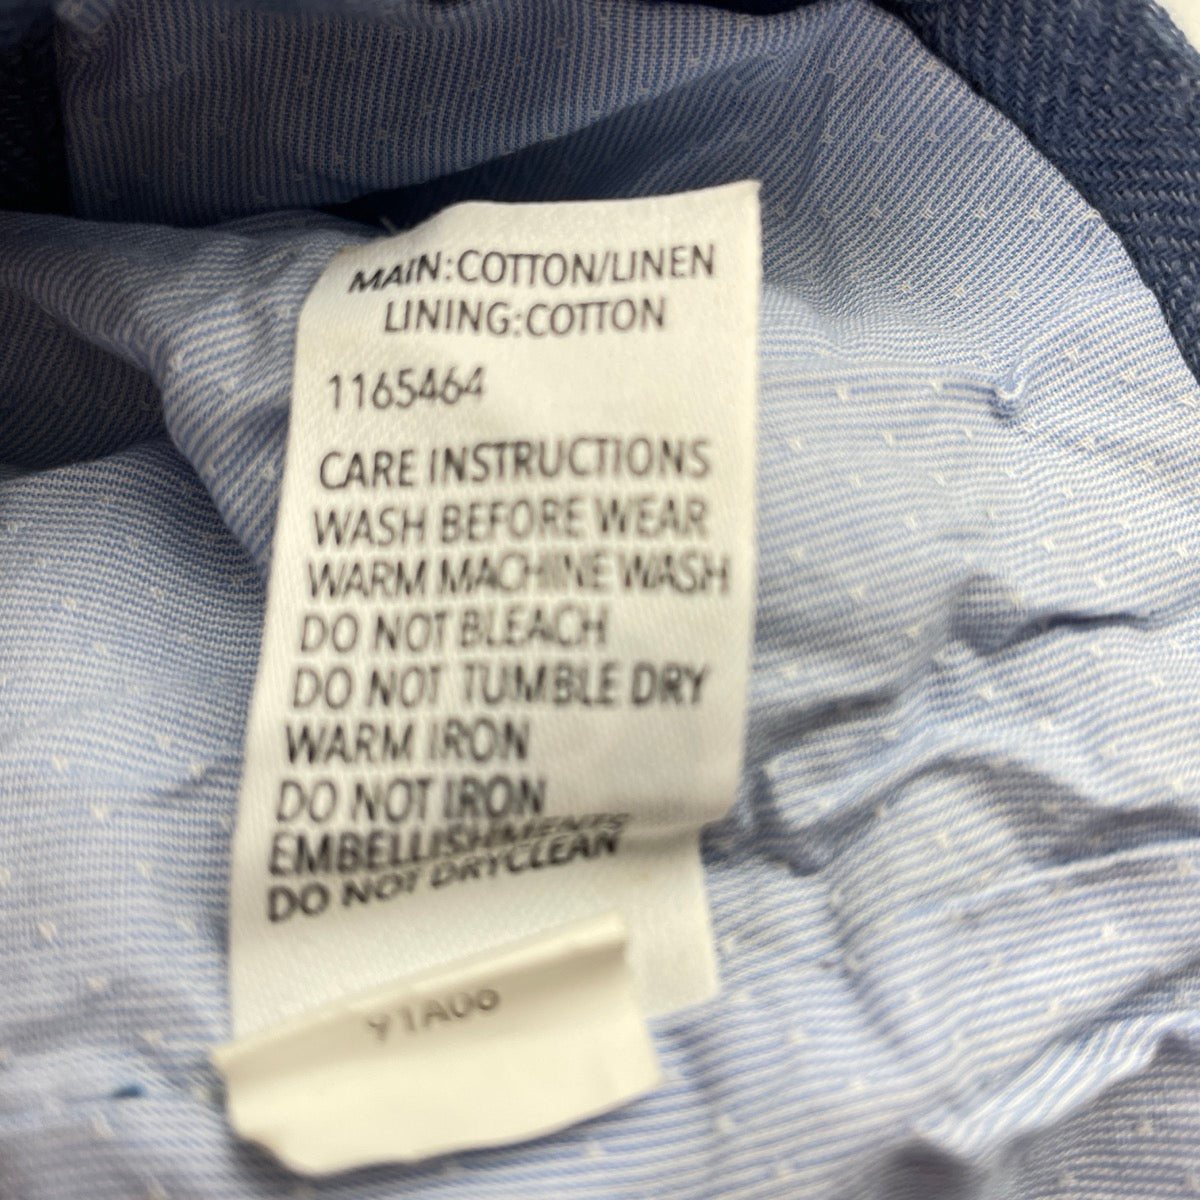 MAIN:COTTON/LINEN
LINING:COTTON
1165464
CARE INSTRUCTIONS
WASH BEFORE WEAR
WARM MACHINE WASH
DO NOT BLEACH
DO NOT TUMBLE DRY
WARM IRON
DO NOT IRON
EMBELLISHMENTS
DO NOT DRYCLEAN